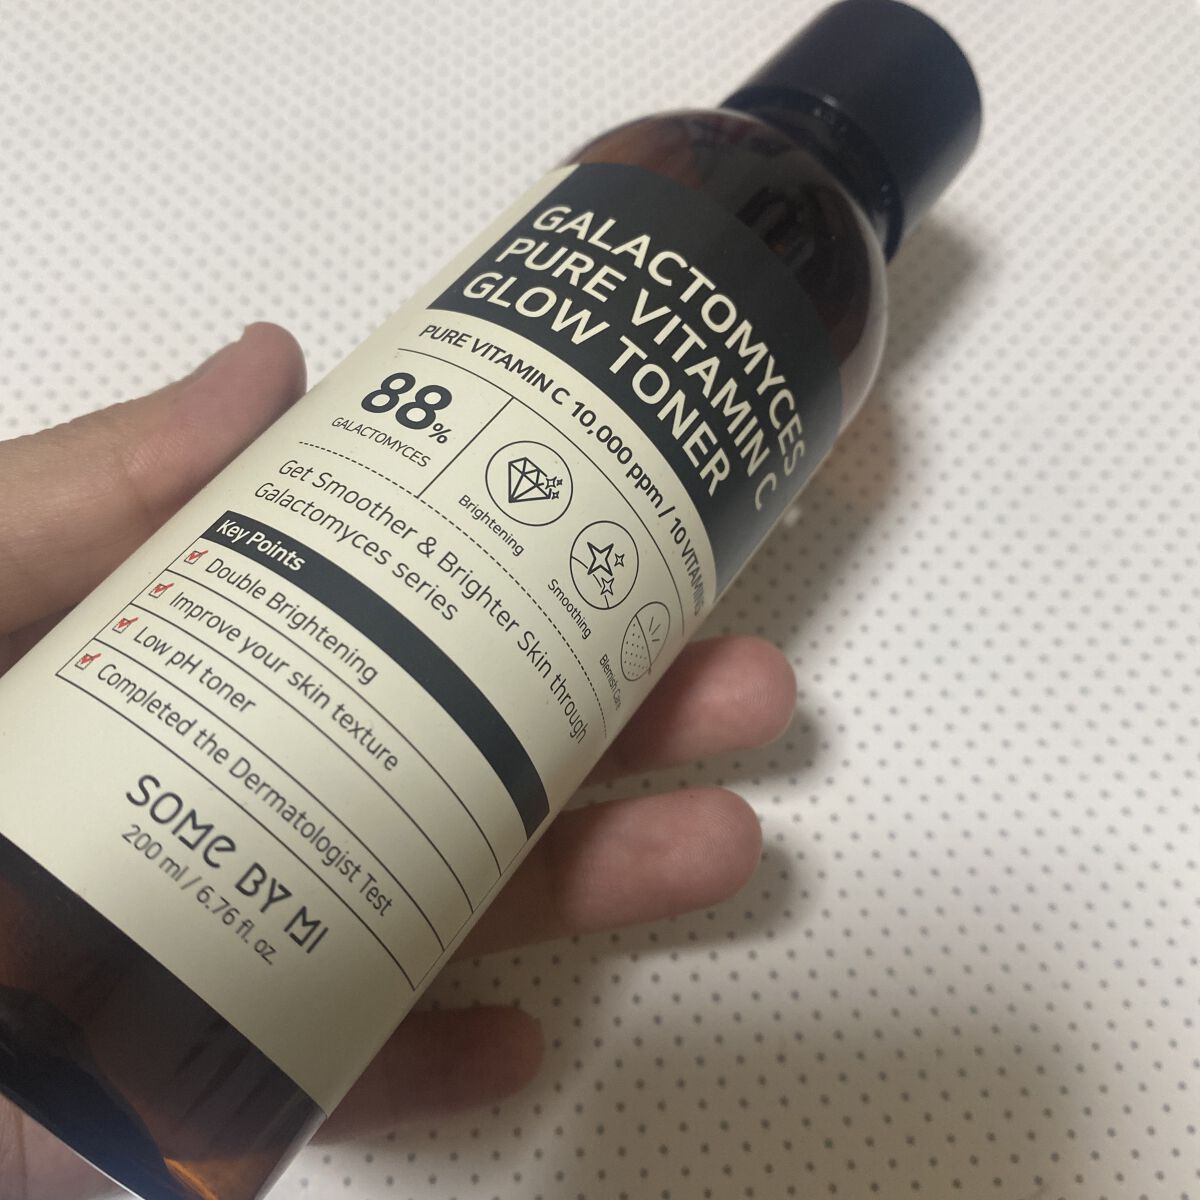 GALACTOMYCES
PURE VITAMIN C
GLOW TONER
PURE VITAMIN C 10,000 ppm / 10 VITAMINS
88%
GALACTOMYCES
Brightening
Smoothing
Blemish Care
Get Smoother & Brighter Skin through
Galactomyces series
Key Points
Double Brightening
Improve your skin texture
Low pH toner
Completed the Dermatologist Test
SOME BY MI
200 ml / 6.76 fl. oz.